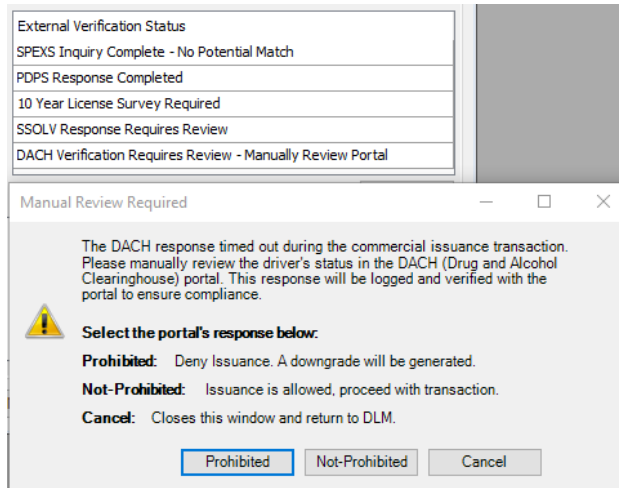 External Verification Status
SPEXS Inquiry Complete - No Potential Match
PDPS Response Completed
10 Year License Survey Required
SSOLV Response Requires Review
DACH Verification Requires Review - Manually Review Portal
Manual Review Required
The DACH response timed out during the commercial issuance transaction.
Please manually review the driver's status in the DACH (Drug and Alcohol
Clearinghouse) portal. This response will be logged and verified with the
portal to ensure compliance.
Select the portal's response below:
Prohibited: Deny Issuance. A downgrade will be generated.
Not-Prohibited: Issuance is allowed, proceed with transaction.
Cancel: Closes this window and return to DLM.
Prohibited Not-Prohibited Cancel